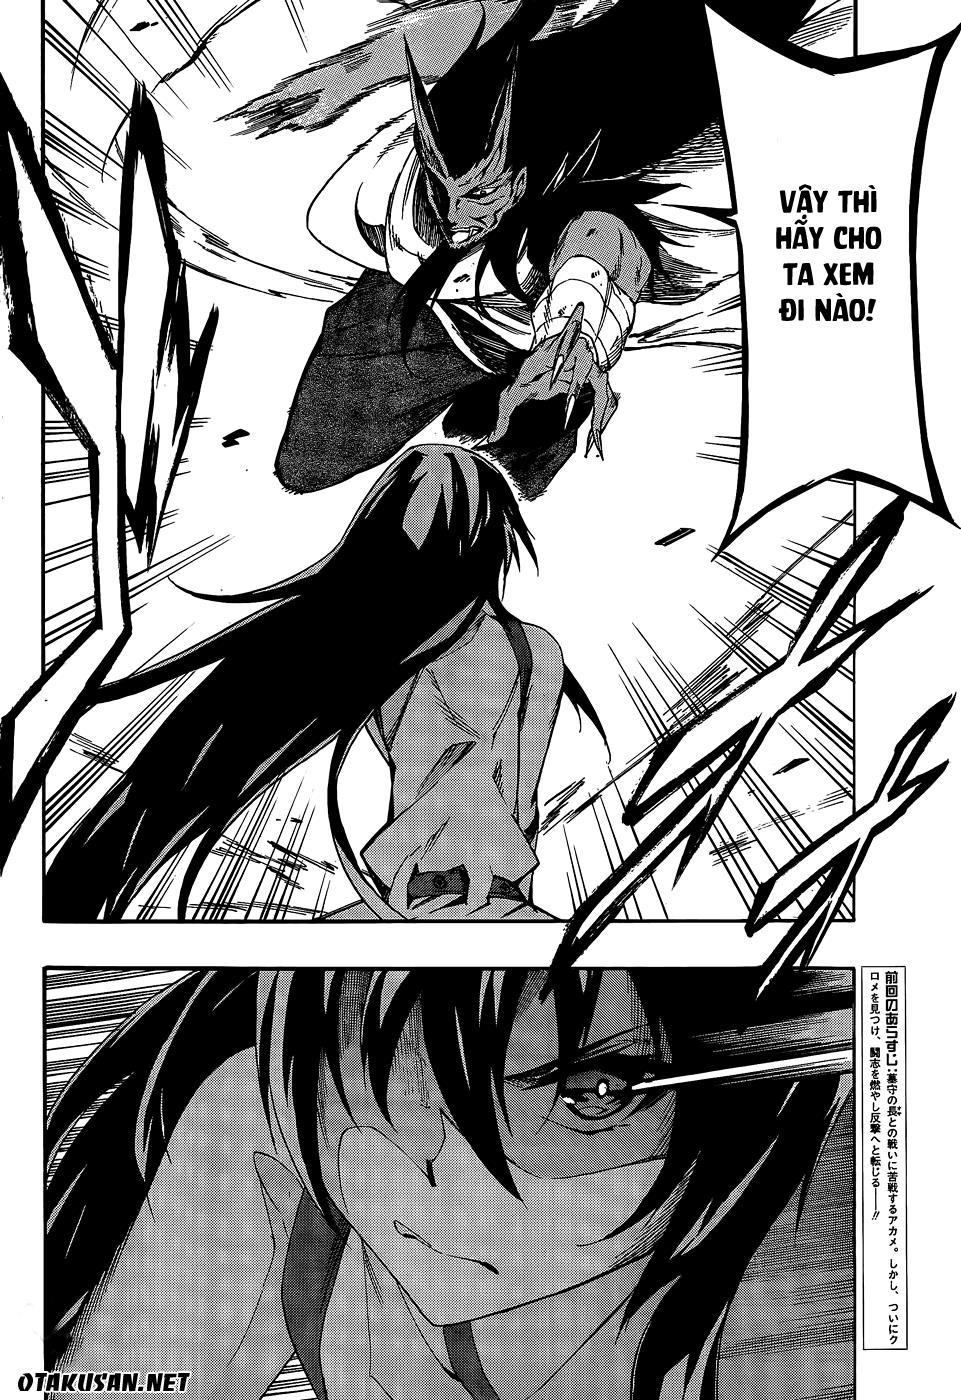 VẬY THÌ
HÃY CHO
TA XEM
ĐI NÀO!
前回のあらすじ:墓守の長との戦いに苦戦するアカメ。しかし、ついにク
ロメを見つけ、闘志を燃やし反撃へと転じる――!!
OTAKUSAN.NET